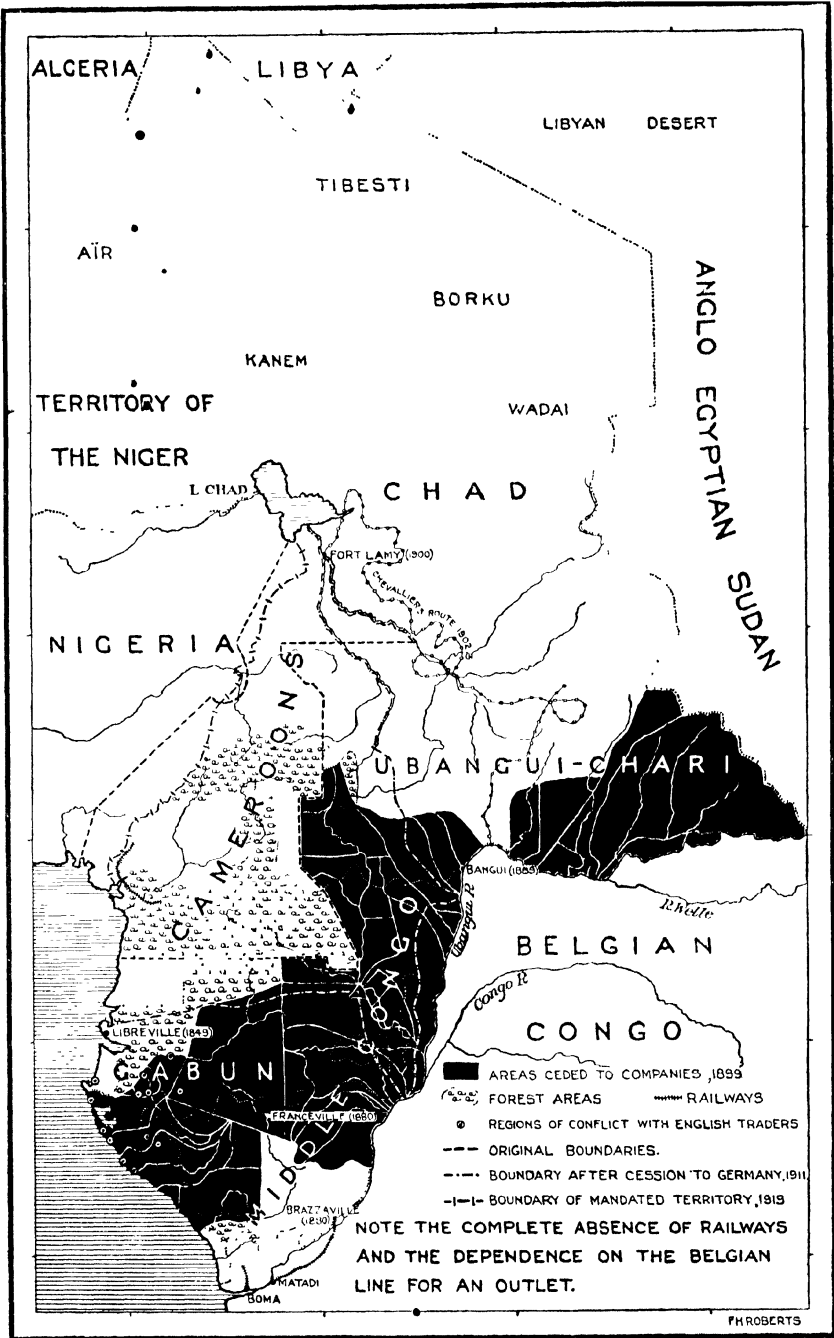 ALGERIA
LIBYA
LIBYAN DESERT
TIBESTI
AÏR
BORKU
KANEM
WADAI
TERRITORY OF
THE NIGER
ANGLO EGYPTIAN SUDAN
L CHAD
CHAD
FORT LAMY (1900)
CHEVALLIER'S ROUTE 1902-3
NIGERIA
CAMEROONS
UBANGUI-CHARI
BANGUI (1889)
R. Welle
Ubangui R
BELGIAN
CONGO
Congo R
LIBREVILLE (1849)
GABUN
MIDDLE CONGO
FRANCEVILLE (1880)
BRAZZAVILLE
(1880)
MATADI
BOMA
AREAS CEDED TO COMPANIES, 1899
FOREST AREAS
RAILWAYS
REGIONS OF CONFLICT WITH ENGLISH TRADERS
ORIGINAL BOUNDARIES.
BOUNDARY AFTER CESSION TO GERMANY, 1911
BOUNDARY OF MANDATED TERRITORY, 1919
NOTE THE COMPLETE ABSENCE OF RAILWAYS
AND THE DEPENDENCE ON THE BELGIAN
LINE FOR AN OUTLET.
P H ROBERTS